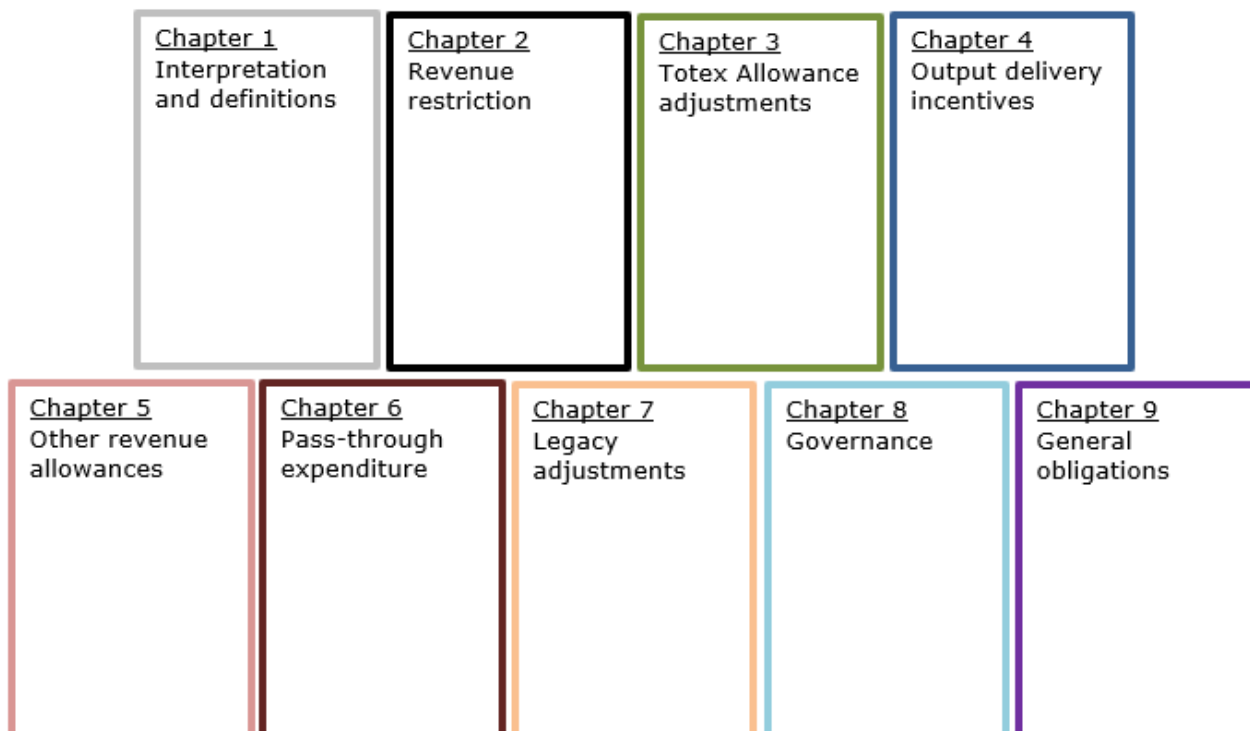 Chapter 1
Interpretation
and definitions
Chapter 2
Revenue
restriction
Chapter 3
Totex Allowance
adjustments
Chapter 4
Output delivery
incentives
Chapter 5
Other revenue
allowances
Chapter 6
Pass-through
expenditure
Chapter 7
Legacy
adjustments
Chapter 8
Governance
Chapter 9
General
obligations